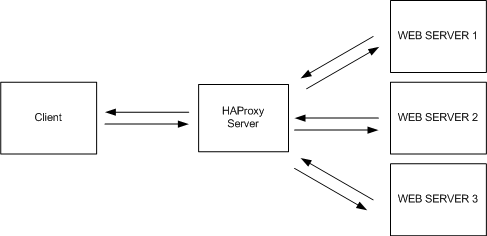 WEB SERVER 1
Client
HAProxy
Server
WEB SERVER 2
WEB SERVER 3